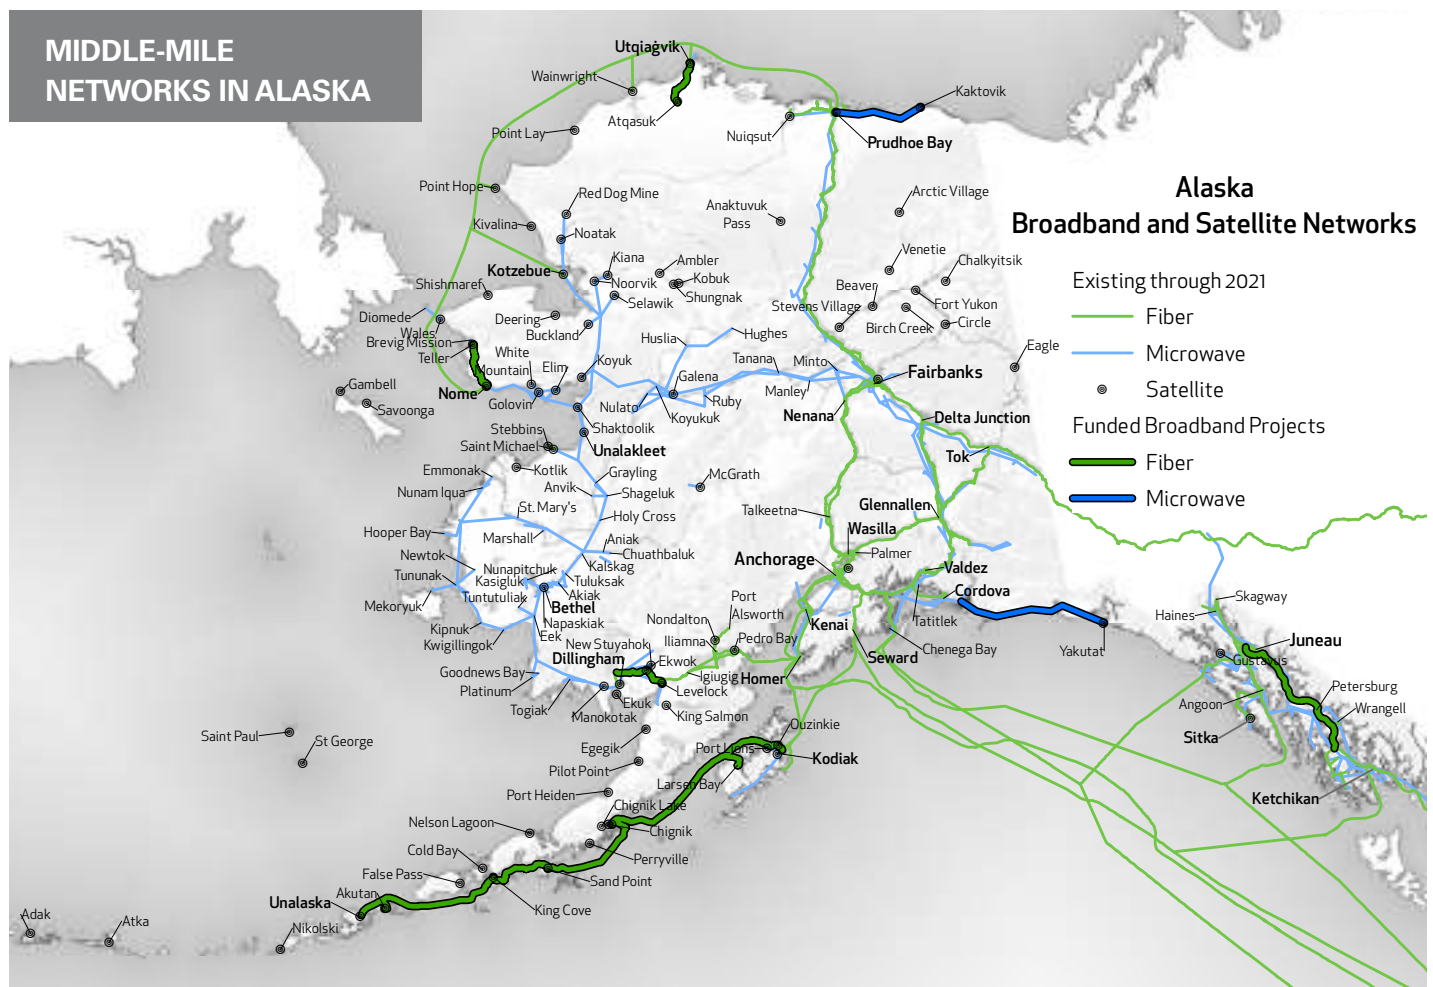 MIDDLE-MILE
NETWORKS IN ALASKA
Alaska
Broadband and Satellite Networks
Existing through 2021
Fiber
Microwave
Satellite
Funded Broadband Projects
Fiber
Microwave
Utqiaġvik
Wainwright
Atqasuk
Point Lay
Nuiqsut
Kaktovik
Prudhoe Bay
Point Hope
Red Dog Mine
Anaktuvuk
Pass
Arctic Village
Kivalina
Noatak
Kotzebue
Kiana
Noorvik
Selawik
Ambler
Kobuk
Shungnak
Venetie
Chalkyitsik
Beaver
Fort Yukon
Stevens Village
Birch Creek
Circle
Shishmaref
Diomede
Wales
Brevig Mission
Teller
Deering
Buckland
White
Mountain
Elim
Koyuk
Huslia
Hughes
Tanana
Minto
Manley
Fairbanks
Eagle
Gambell
Savoonga
Nome
Golovin
Nulato
Galena
Koyukuk
Ruby
Nenana
Delta Junction
Shaktoolik
Stebbins
Saint Michael
Unalakleet
Tok
Emmonak
Kotlik
Grayling
McGrath
Nunam Iqua
Anvik
Shageluk
St. Mary's
Holy Cross
Talkeetna
Glennallen
Hooper Bay
Marshall
Aniak
Chuathbaluk
Wasilla
Palmer
Newtok
Nunapitchuk
Kalskag
Anchorage
Tununak
Kasigluk
Tuluksak
Valdez
Mekoryuk
Tuntutuliak
Akiak
Bethel
Cordova
Napaskiak
Kipnuk
Eek
Kwigillingok
Port
Alsworth
Nondalton
Iliamna
Pedro Bay
Kenai
Tatitlek
Chenega Bay
Yakutat
Skagway
Haines
New Stuyahok
Dillingham
Ekwok
Igiugig
Homer
Seward
Juneau
Gustavus
Goodnews Bay
Platinum
Levelock
Togiak
Manokotak
Ekuk
King Salmon
Petersburg
Angoon
Wrangell
Sitka
Saint Paul
St George
Egegik
Ouzinkie
Port Lions
Kodiak
Pilot Point
Larsen Bay
Port Heiden
Ketchikan
Chignik Lake
Nelson Lagoon
Chignik
Cold Bay
Perryville
False Pass
Sand Point
Akutan
Unalaska
King Cove
Adak
Atka
Nikolski